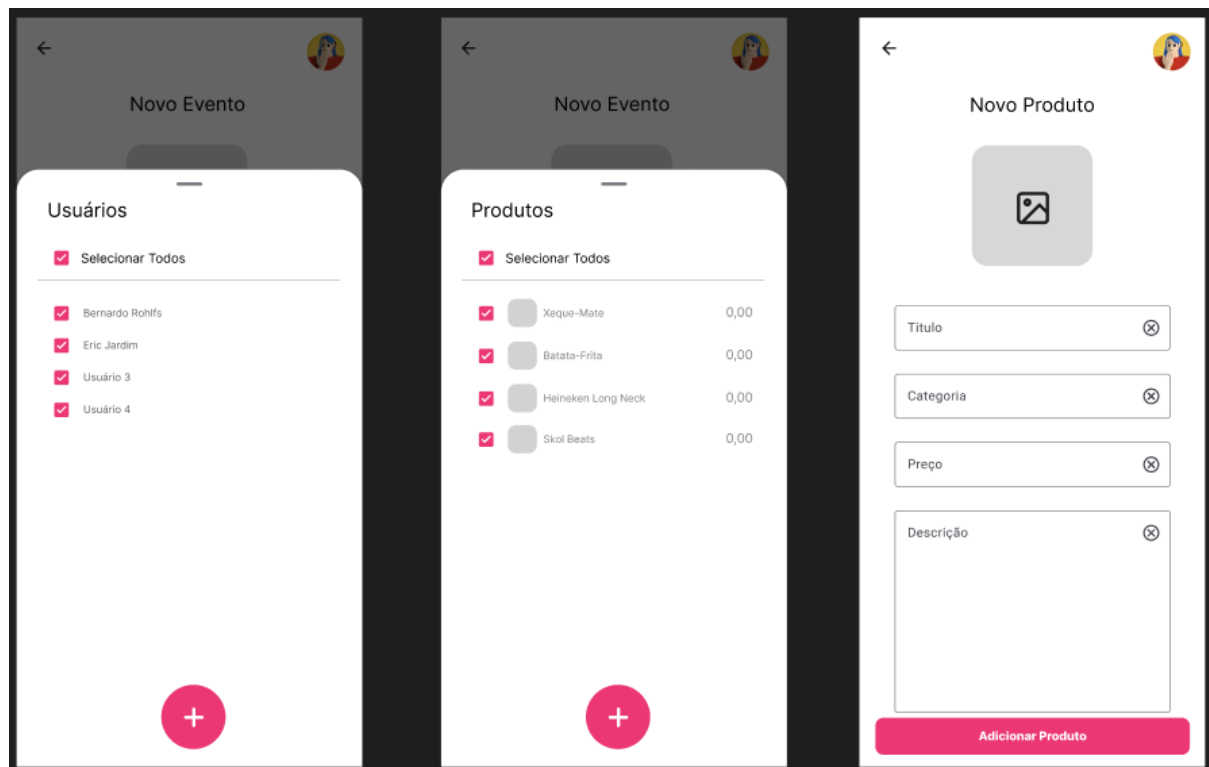 Novo Evento
Usuários
Selecionar Todos
Bernardo Rohlfs
Eric Jardim
Usuário 3
Usuário 4
Novo Evento
Produtos
Selecionar Todos
Xeque-Mate 0,00
Batata-Frita 0,00
Heineken Long Neck 0,00
Skol Beats 0,00
Novo Produto
Titulo
Categoria
Preço
Descrição
Adicionar Produto